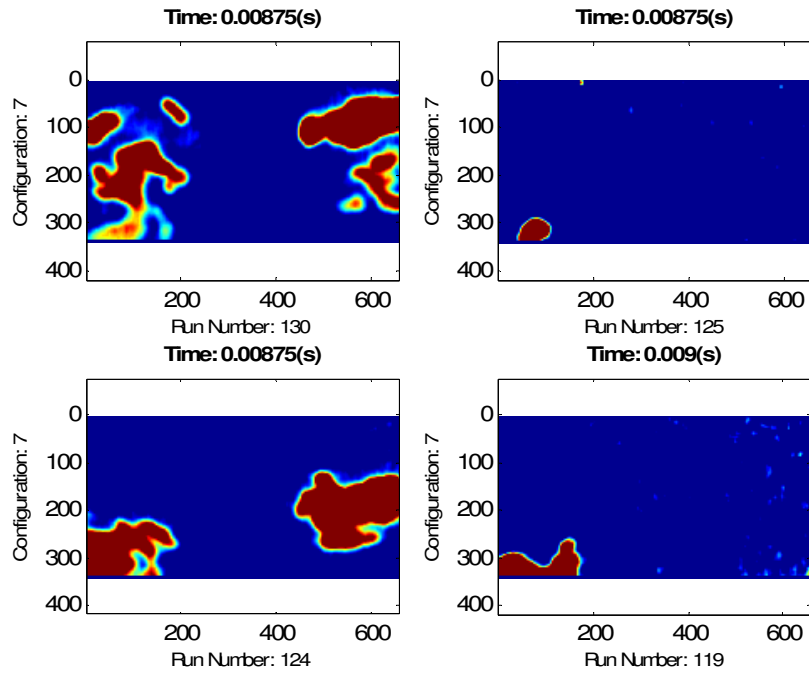 Time: 0.00875(s)
Configuration: 7
0
100
200
300
400
200 400 600
Run Number: 130
Time: 0.00875(s)
Configuration: 7
0
100
200
300
400
200 400 600
Run Number: 125
Time: 0.00875(s)
Configuration: 7
0
100
200
300
400
200 400 600
Run Number: 124
Time: 0.009(s)
Configuration: 7
0
100
200
300
400
200 400 600
Run Number: 119